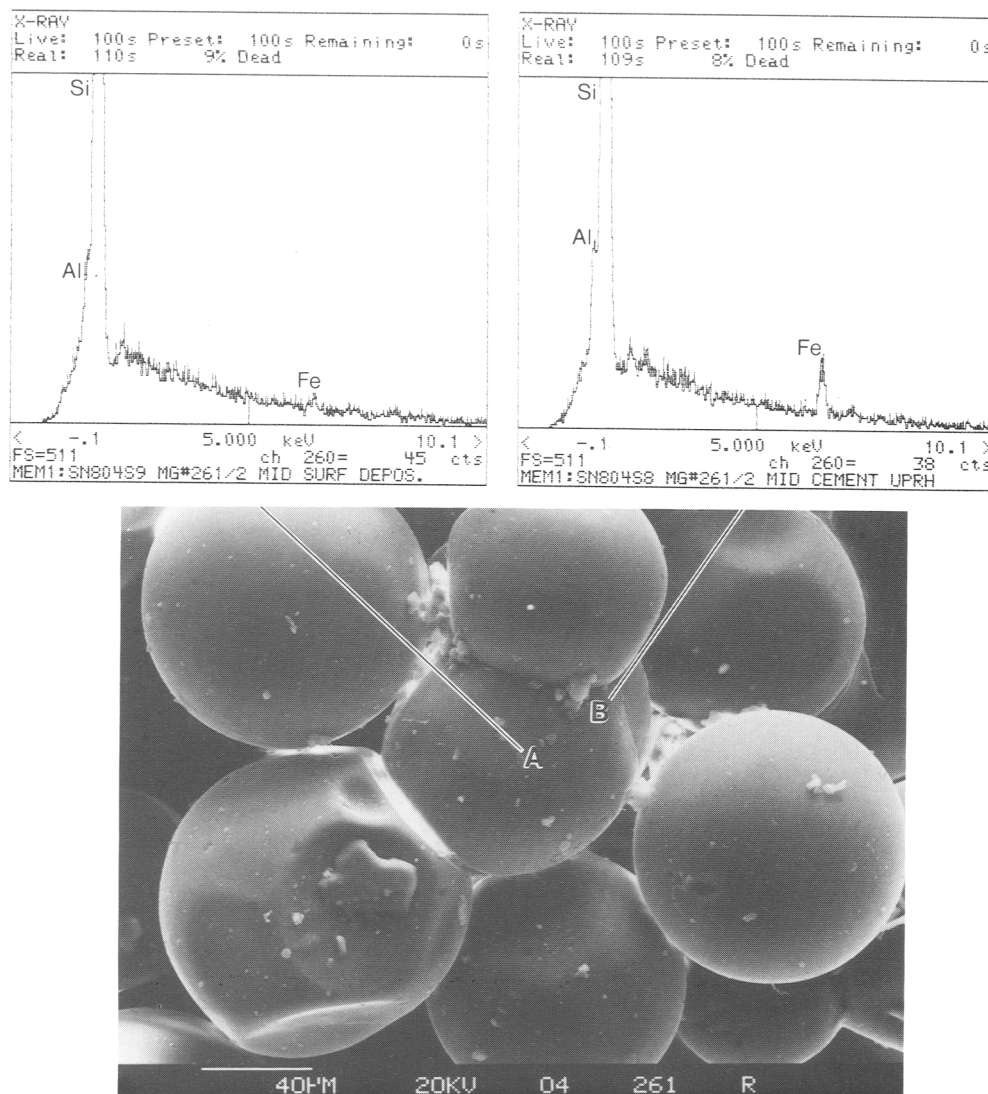 X-RAY
Live: 100s Preset: 100s Remaining: 0s
Real: 110s 9% Dead
Si
Al
Fe
< -.1 5.000 keV 10.1 >
FS=511 ch 260= 45 cts
MEM1:SN804S9 MG#261/2 MID SURF DEPOS.
X-RAY
Live: 100s Preset: 100s Remaining: 0s
Real: 109s 8% Dead
Si
Al
Fe
< -.1 5.000 keV 10.1 >
FS=511 ch 260= 38 cts
MEM1:SN804S8 MG#261/2 MID CEMENT UPRH
B
A
40µM 20KV 04 261 R